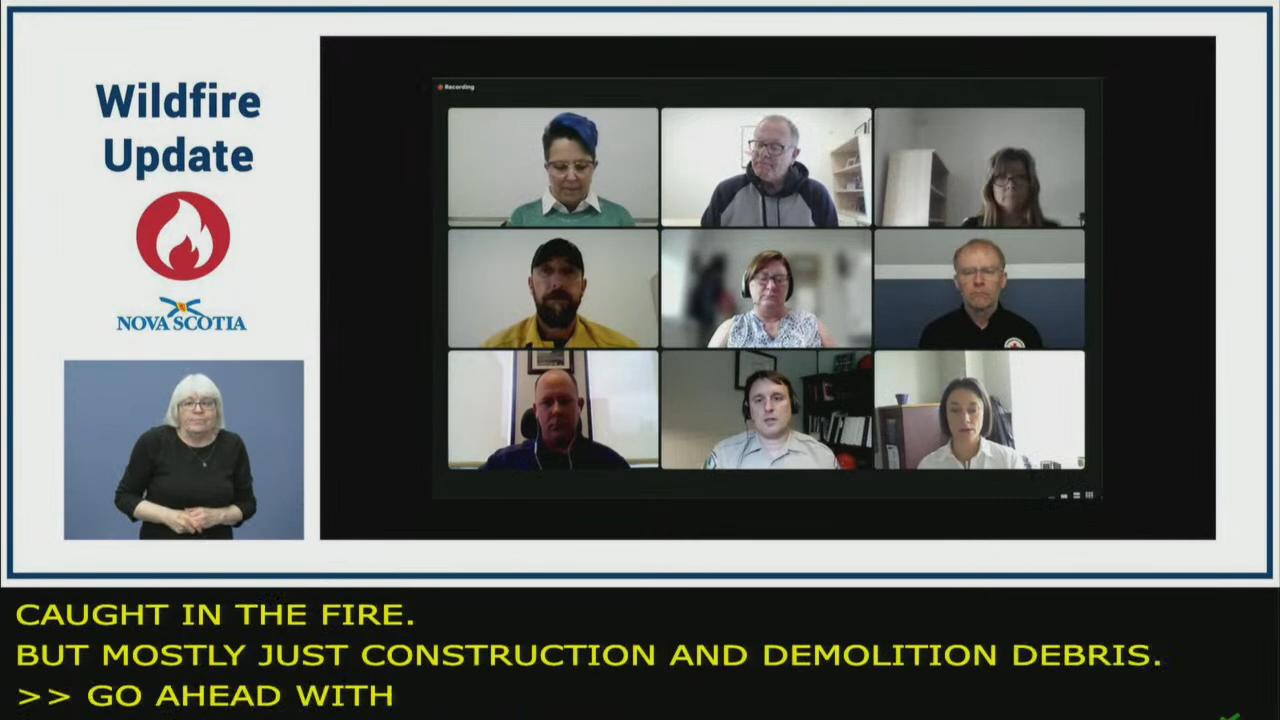 Wildfire
Update
NOVA SCOTIA
Recording
CAUGHT IN THE FIRE.
BUT MOSTLY JUST CONSTRUCTION AND DEMOLITION DEBRIS.
>> GO AHEAD WITH